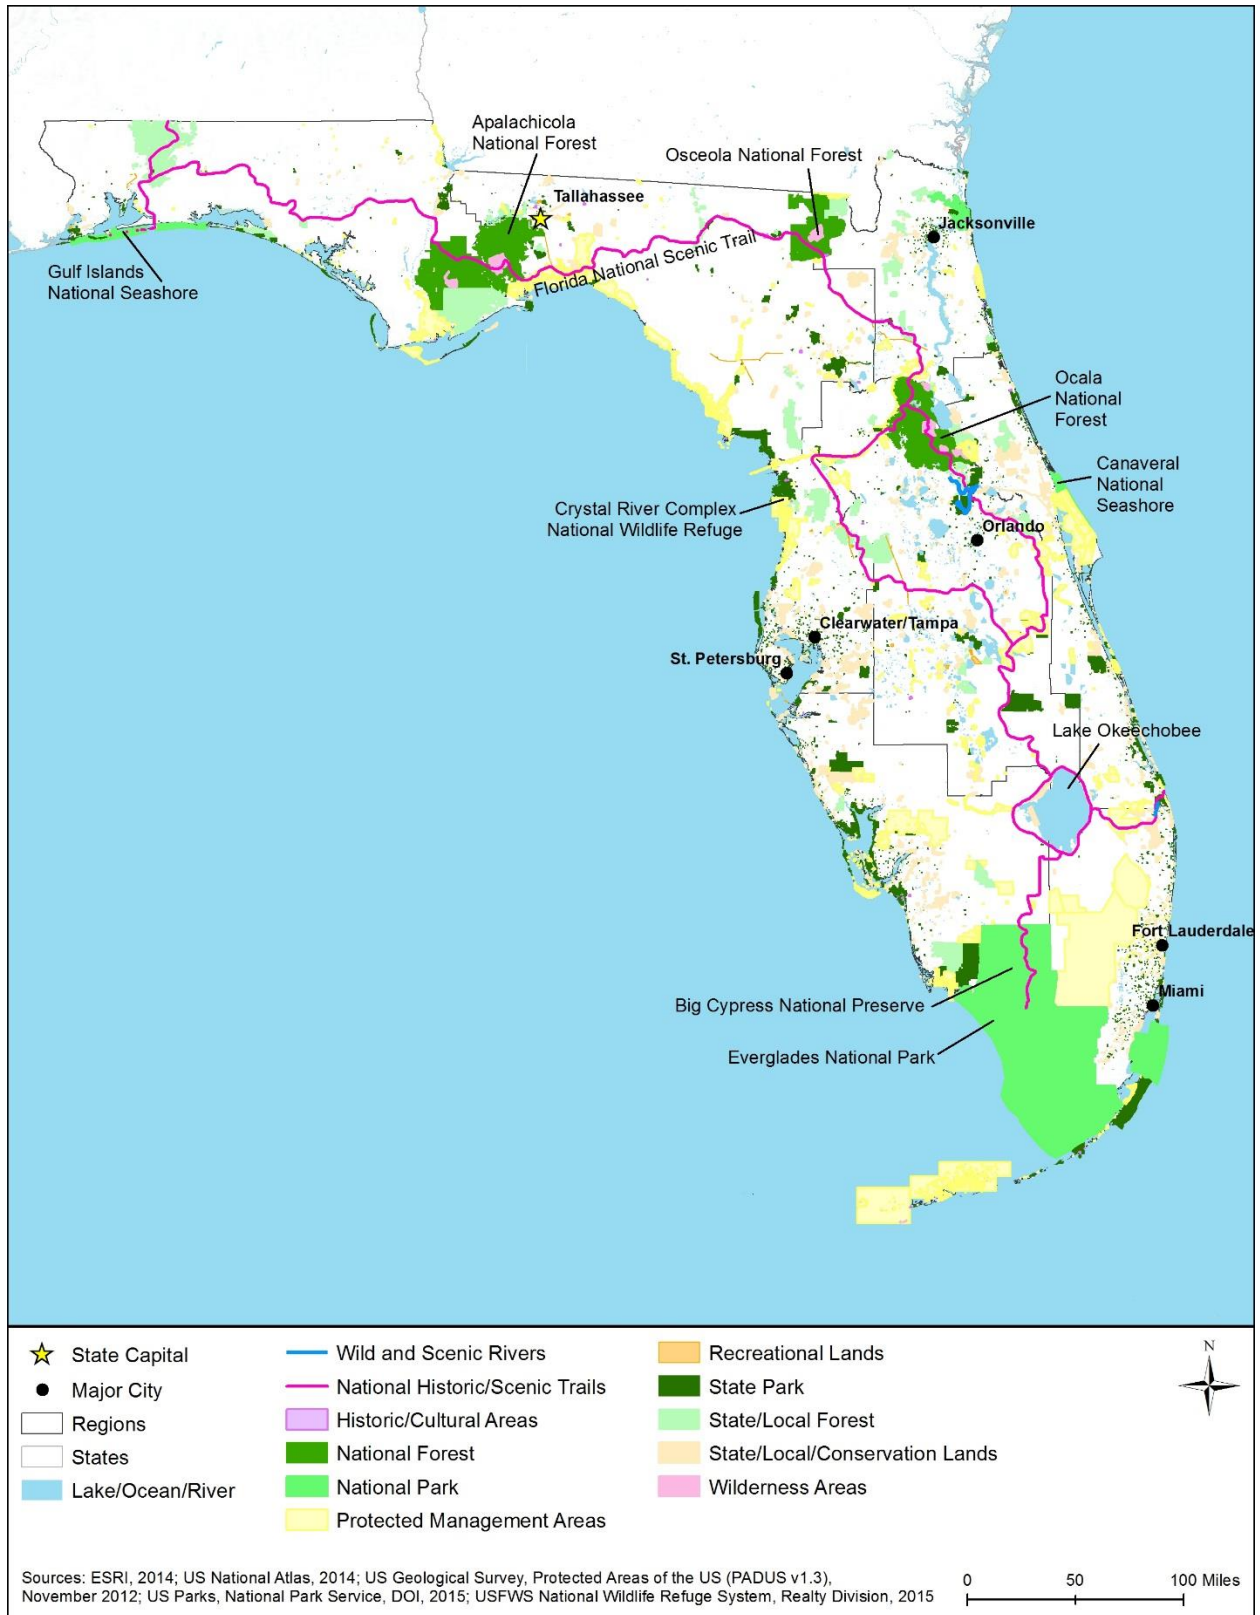 Apalachicola
National Forest
Osceola National Forest
Tallahassee
Jacksonville
Florida National Scenic Trail
Gulf Islands
National Seashore
Ocala
National
Forest
Canaveral
National
Seashore
Crystal River Complex
National Wildlife Refuge
Orlando
Clearwater/Tampa
St. Petersburg
Lake Okeechobee
Fort Lauderdale
Big Cypress National Preserve
Miami
Everglades National Park
State Capital
Major City
Regions
States
Lake/Ocean/River
Wild and Scenic Rivers
National Historic/Scenic Trails
Historic/Cultural Areas
National Forest
National Park
Protected Management Areas
Recreational Lands
State Park
State/Local Forest
State/Local/Conservation Lands
Wilderness Areas
N
Sources: ESRI, 2014; US National Atlas, 2014; US Geological Survey, Protected Areas of the US (PADUS v1.3),
November 2012; US Parks, National Park Service, DOI, 2015; USFWS National Wildlife Refuge System, Realty Division, 2015
0 50 100 Miles